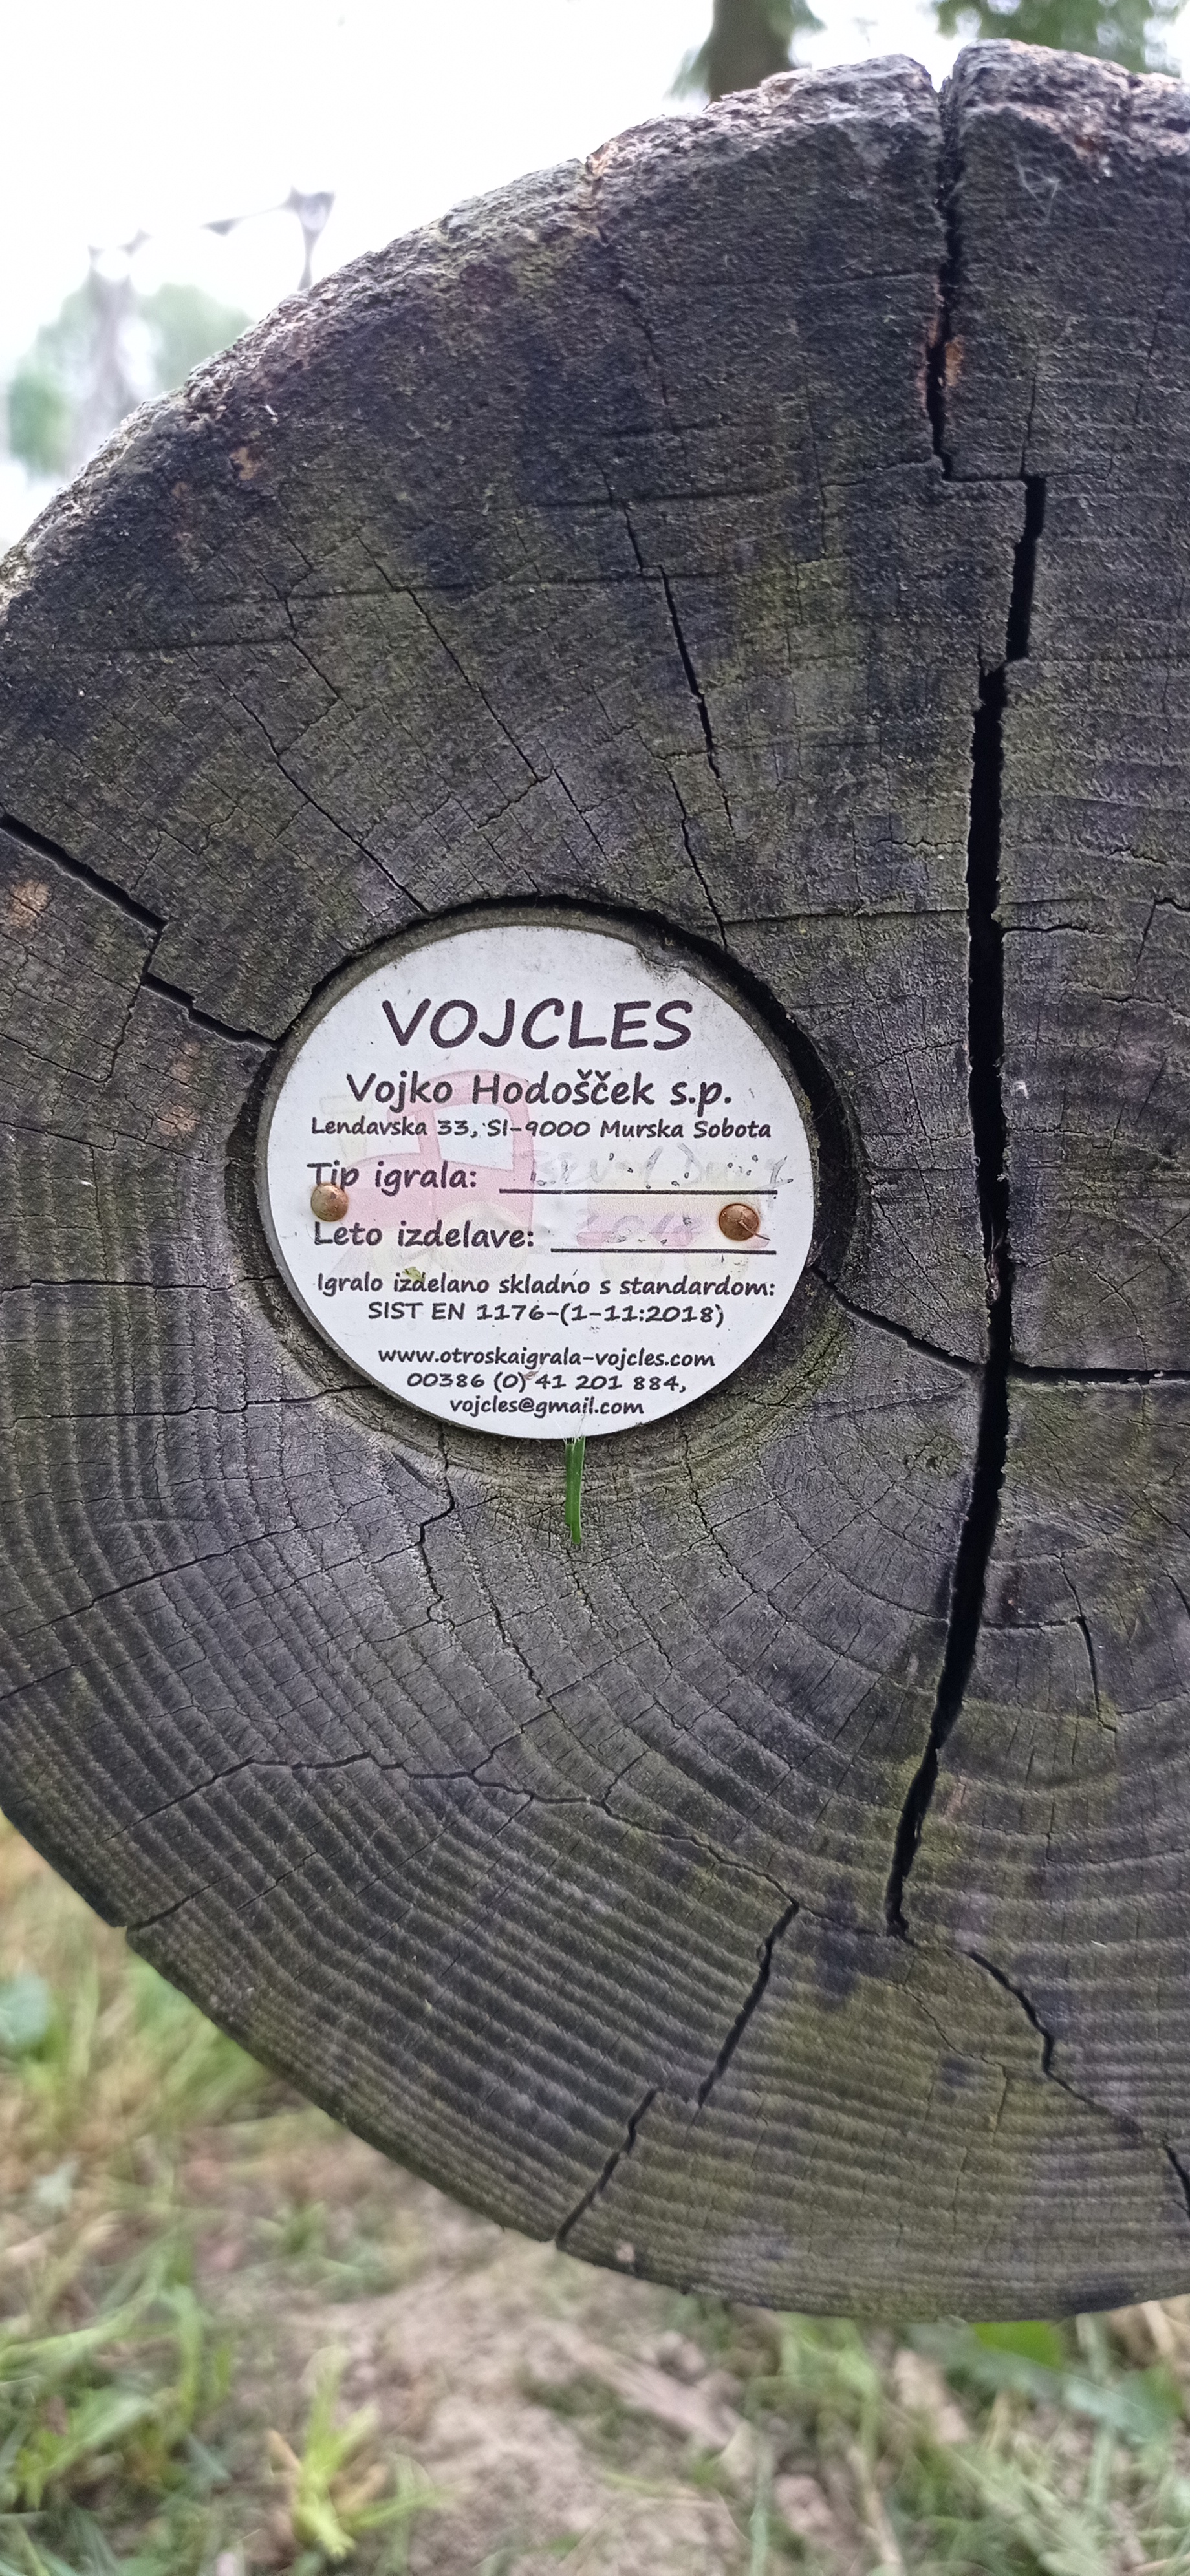 VOJCLES
Vojko Hodošček s.p.
Lendavska 33, SI-9000 Murska Sobota
Tip igrala:
Leto izdelave: 2018
Igralo izdelano skladno s standardom:
SIST EN 1176-(1-11:2018)
www.otroskaigrala-vojcles.com
00386 (0) 41 201 884,
vojcles@gmail.com